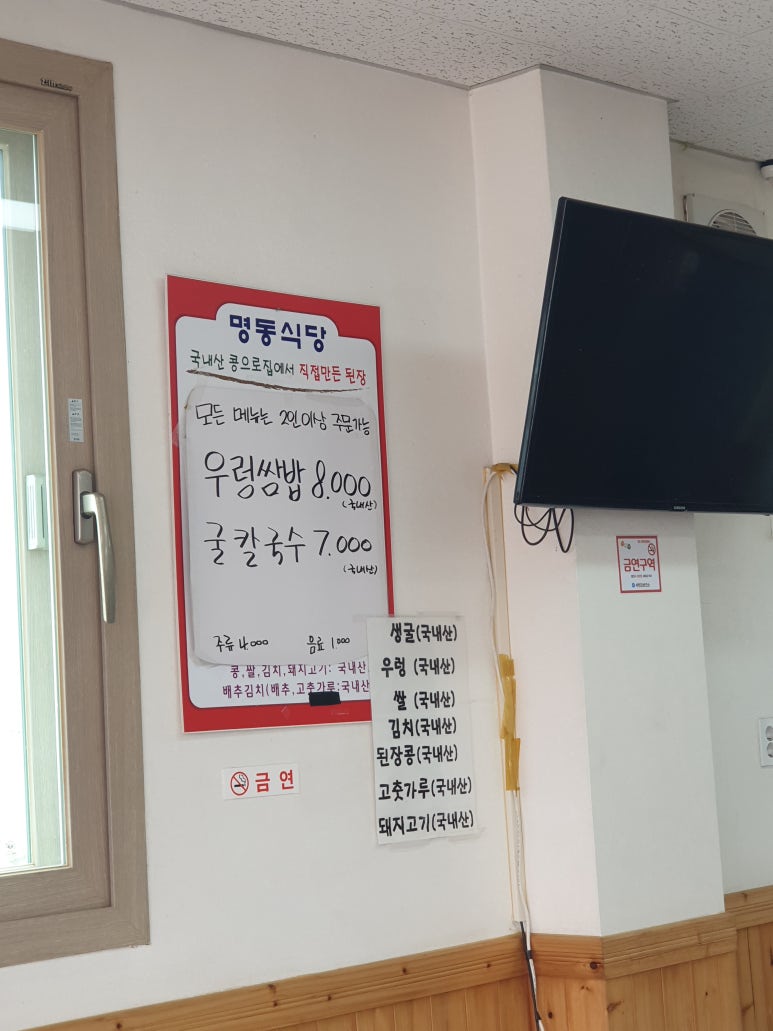 명동식당
국내산 콩으로집에서 직접만든 된장
모든 메뉴는 2인이상 주문가능
우렁쌈밥 8.000
(국내산)
굴칼국수 7.000
(국내산)
주류 4.000 음료 1.000
콩,쌀,김치,돼지고기: 국내산
배추김치(배추,고춧가루:국내산
금연
생굴(국내산)
우렁 (국내산)
쌀 (국내산)
김치(국내산)
된장콩(국내산)
고춧가루(국내산)
돼지고기(국내산)
SAMSUNG
금연구역